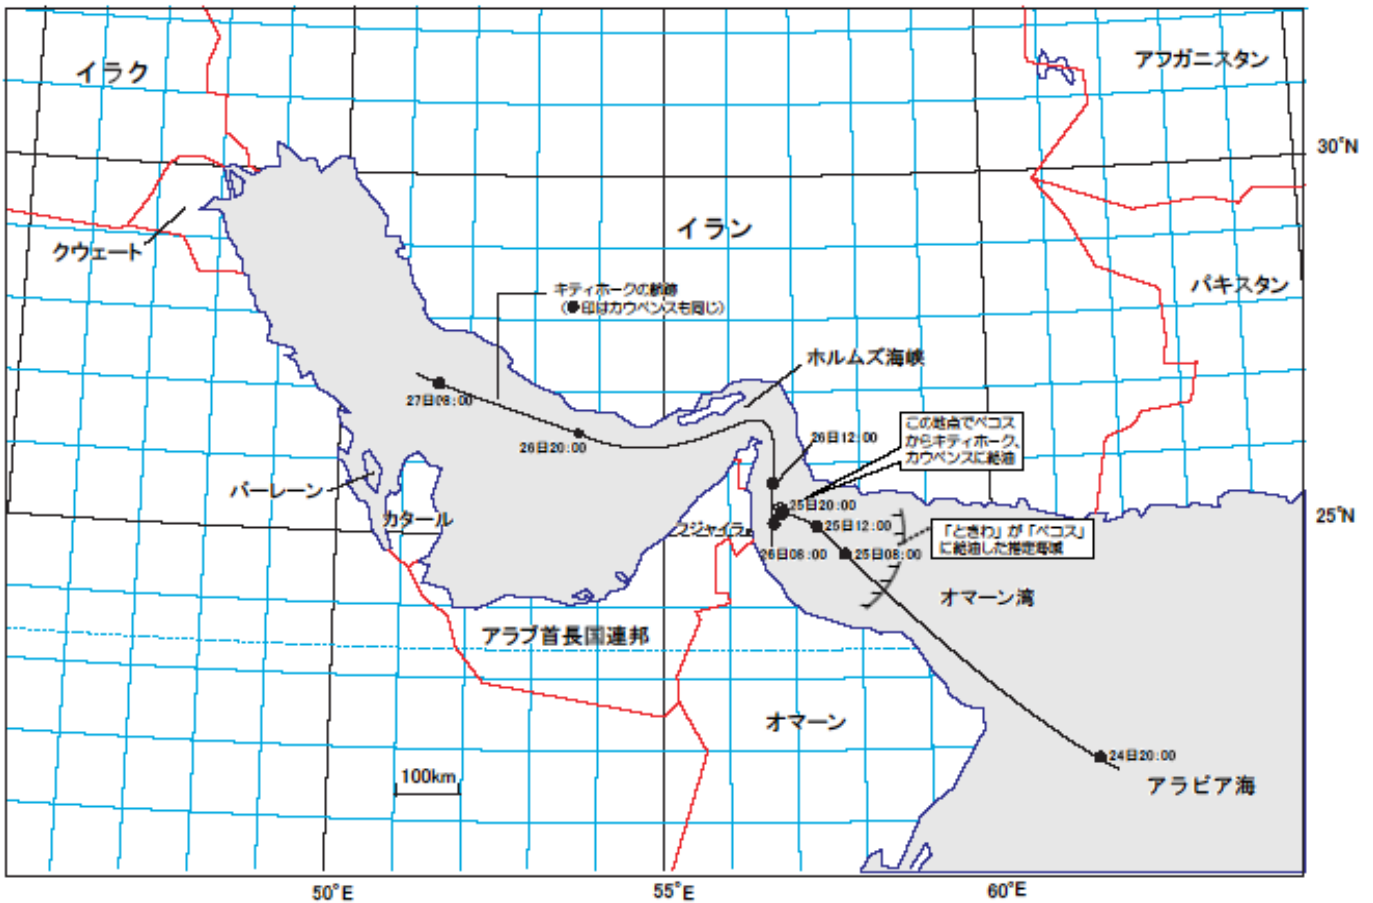 イラク
アフガニスタン
30°N
イラン
クウェート
パキスタン
キティホークの航跡
(●印はカウペンスも同じ)
ホルムズ海峡
27日08:00
26日20:00
26日12:00
この地点でペコス
からキティホーク、
カウペンスに給油
バーレーン
カタール
25日20:00
25°N
フジャイラ
25日12:00
「ときわ」が「ペコス」
に給油した推定海域
26日08:00
25日08:00
オマーン湾
アラブ首長国連邦
オマーン
24日20:00
100km
アラビア海
50°E
55°E
60°E